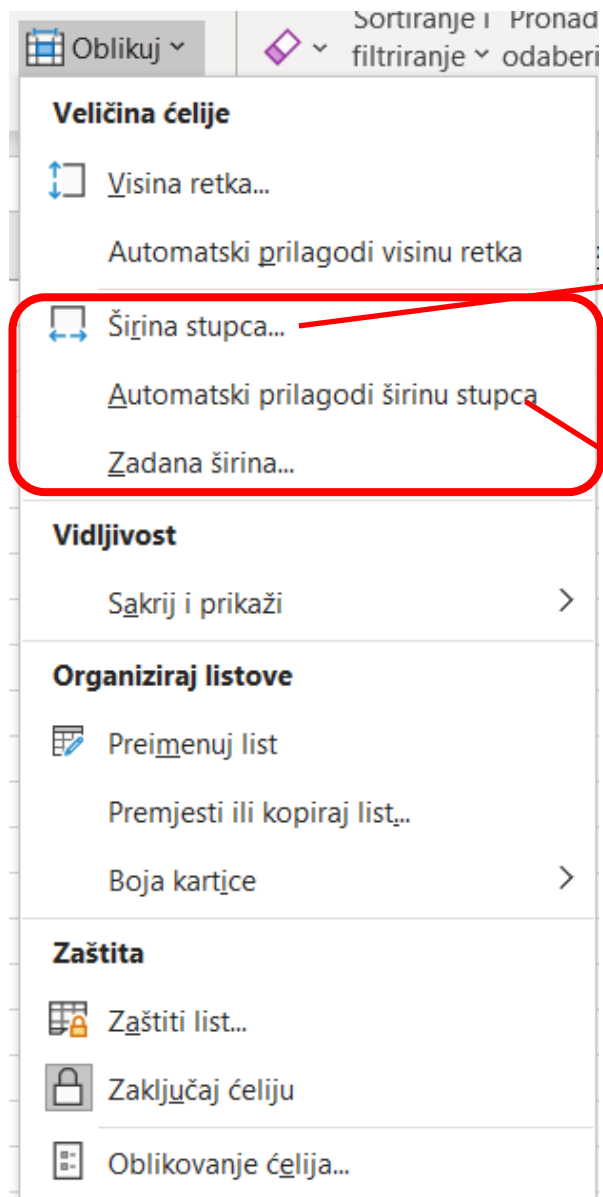 Oblikuj
Sortiranje i
filtriranje
odaberi
Veličina ćelije
Visina retka...
Automatski prilagodi visinu retka
Širina stupca...
Automatski prilagodi širinu stupca
Zadana širina...
Vidljivost
Sakrij i prikaži
Organiziraj listove
Preimenuj list
Premjesti ili kopiraj list...
Boja kartice
Zaštita
Zaštiti list...
Zaključaj ćeliju
Oblikovanje ćelija...